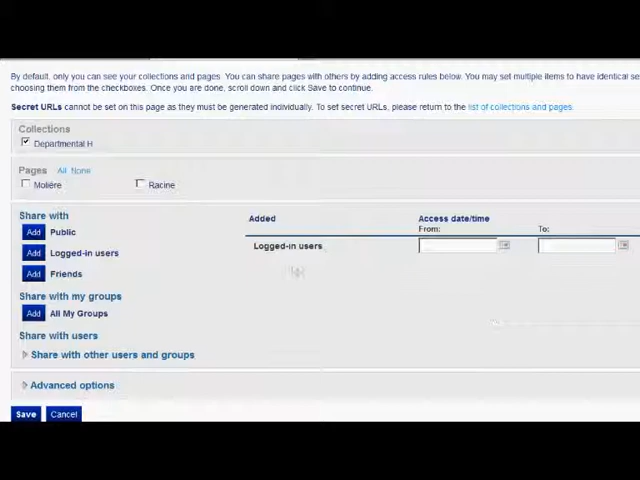 By default, only you can see your collections and pages. You can share pages with others by adding access rules below. You may set multiple items to have identical
choosing them from the checkboxes. Once you are done, scroll down and click Save to continue.
Secret URLs cannot be set on this page as they must be generated individually. To set secret URLs, please return to the list of collections and pages.
Collections
Departmental H
Pages All None
Molière Racine
Share with
Add Public
Add Logged-in users
Add Friends
Share with my groups
Add All My Groups
Share with users
Share with other users and groups
Added Access date/time
From: To:
Logged-in users
Advanced options
Save Cancel